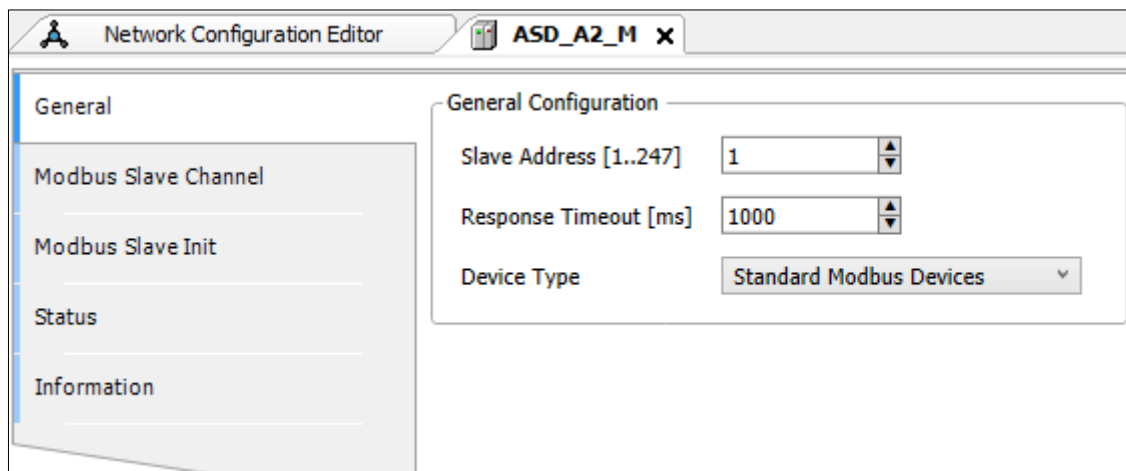 Network Configuration Editor
ASD_A2_M
General
Modbus Slave Channel
Modbus Slave Init
Status
Information
General Configuration
Slave Address [1..247] 1
Response Timeout [ms] 1000
Device Type Standard Modbus Devices